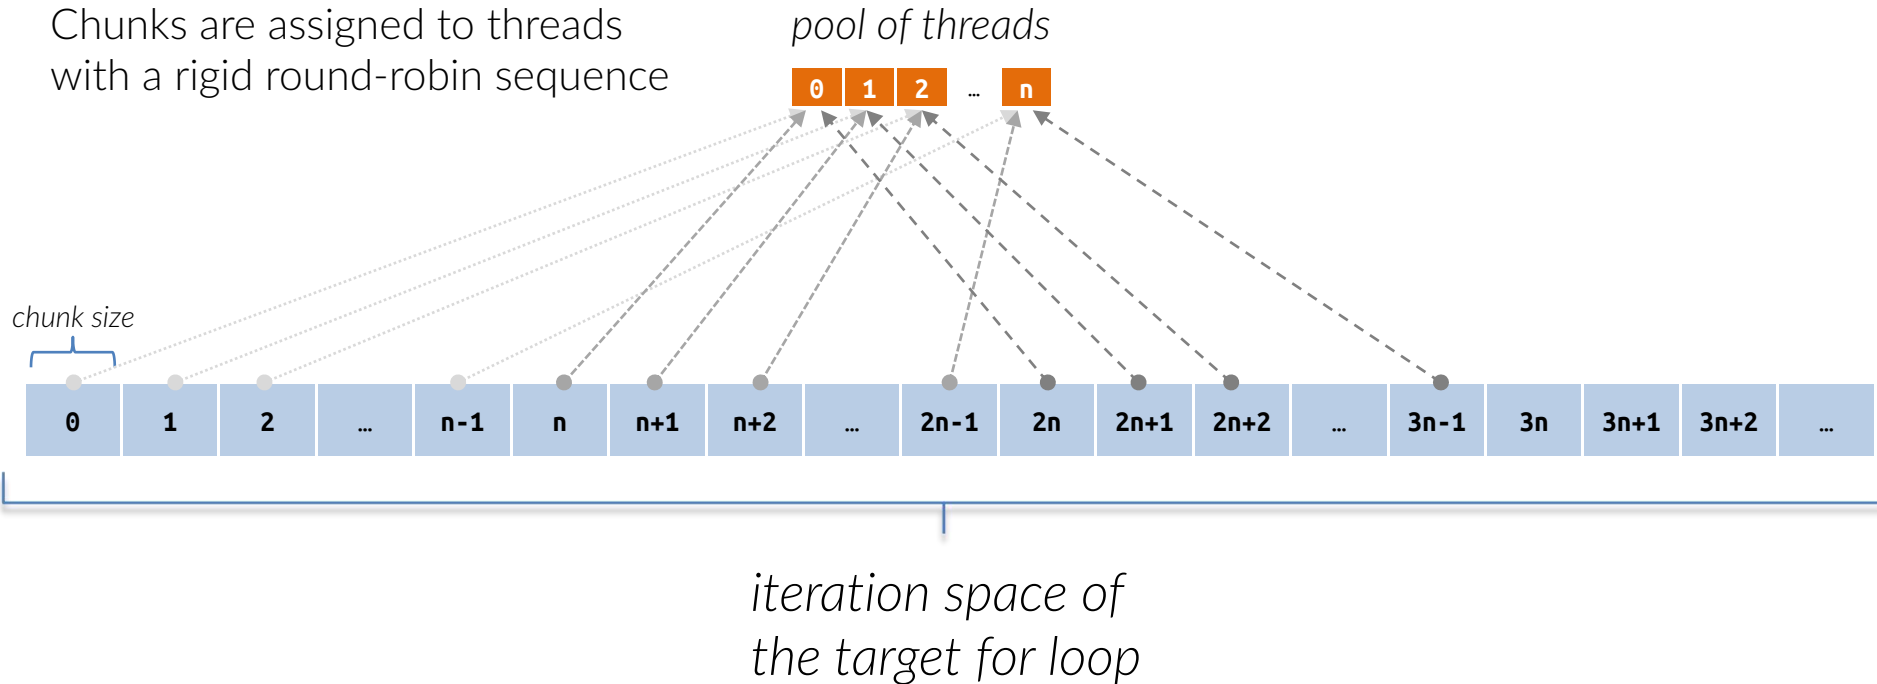 Chunks are assigned to threads
with a rigid round-robin sequence
pool of threads
0 1 2 … n
chunk size
0 1 2 … n-1 n n+1 n+2 … 2n-1 2n 2n+1 2n+2 … 3n-1 3n 3n+1 3n+2 …
iteration space of
the target for loop